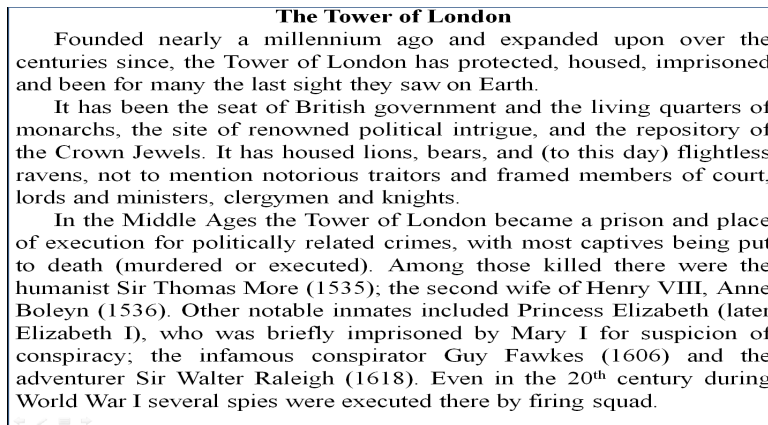 The Tower of London
Founded nearly a millennium ago and expanded upon over the
centuries since, the Tower of London has protected, housed, imprisoned
and been for many the last sight they saw on Earth.
It has been the seat of British government and the living quarters of
monarchs, the site of renowned political intrigue, and the repository of
the Crown Jewels. It has housed lions, bears, and (to this day) flightless
ravens, not to mention notorious traitors and framed members of court,
lords and ministers, clergymen and knights.
In the Middle Ages the Tower of London became a prison and place
of execution for politically related crimes, with most captives being put
to death (murdered or executed). Among those killed there were the
humanist Sir Thomas More (1535); the second wife of Henry VIII, Anne
Boleyn (1536). Other notable inmates included Princess Elizabeth (later
Elizabeth I), who was briefly imprisoned by Mary I for suspicion of
conspiracy; the infamous conspirator Guy Fawkes (1606) and the
adventurer Sir Walter Raleigh (1618). Even in the 20th century during
World War I several spies were executed there by firing squad.